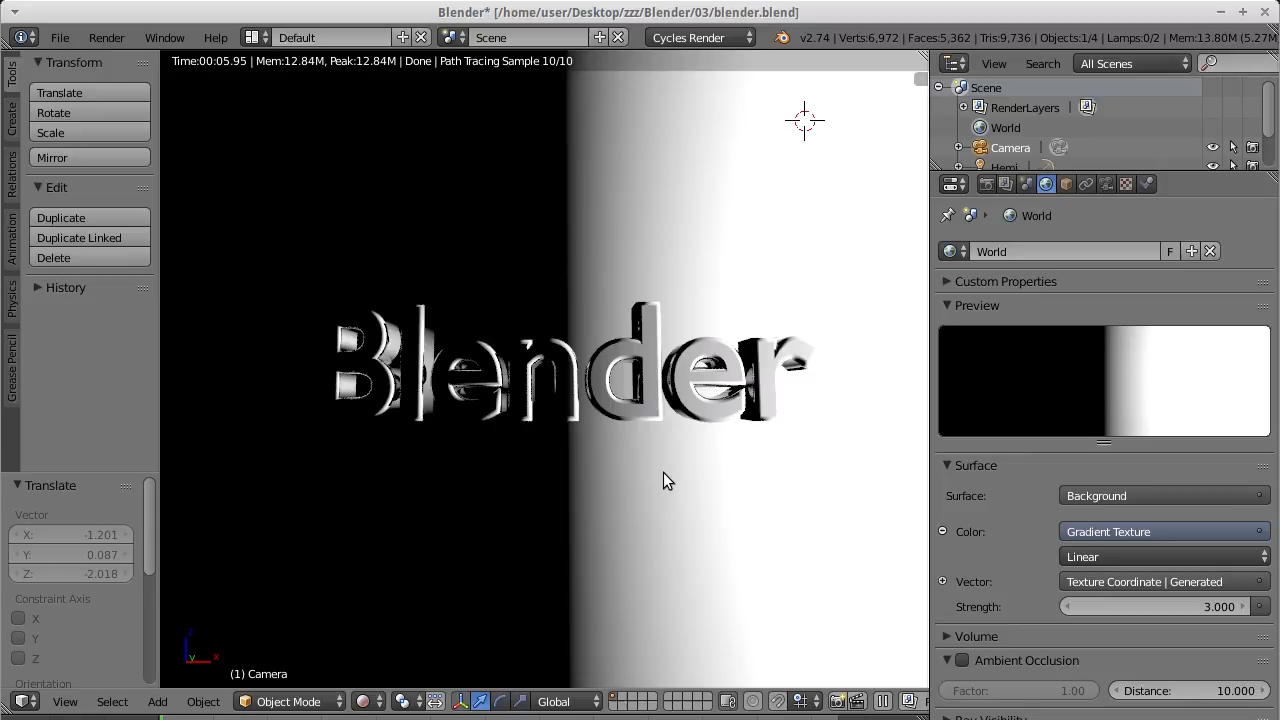 Blender* [/home/user/Desktop/zzz/Blender/03/blender.blend]
File Render Window Help Default Scene Cycles Render v2.74 | Verts:6,972 | Faces:5,362 | Tris:9,736 | Objects:1/4 | Lamps:0/2 | Mem:13.80M (5.27M
Time:00:05.95 | Mem:12.84M, Peak:12.84M | Done | Path Tracing Sample 10/10
Tools
Create
Relations
Animation
Physics
Grease Pencil
Transform
Translate
Rotate
Scale
Mirror
Edit
Duplicate
Duplicate Linked
Delete
History
Translate
Vector
X: -1.201
Y: 0.087
Z: -2.018
Constraint Axis
X
Y
Z
Orientation
Blender
z
y x
(1) Camera
View Select Add Object Object Mode Global
View Search All Scenes
Scene
RenderLayers
World
Camera
Hemi
World
World F
Custom Properties
Preview
Surface
Surface: Background
Color: Gradient Texture
Linear
Vector: Texture Coordinate | Generated
Strength: 3.000
Volume
Ambient Occlusion
Factor: 1.00 Distance: 10.000
Ray Visibility